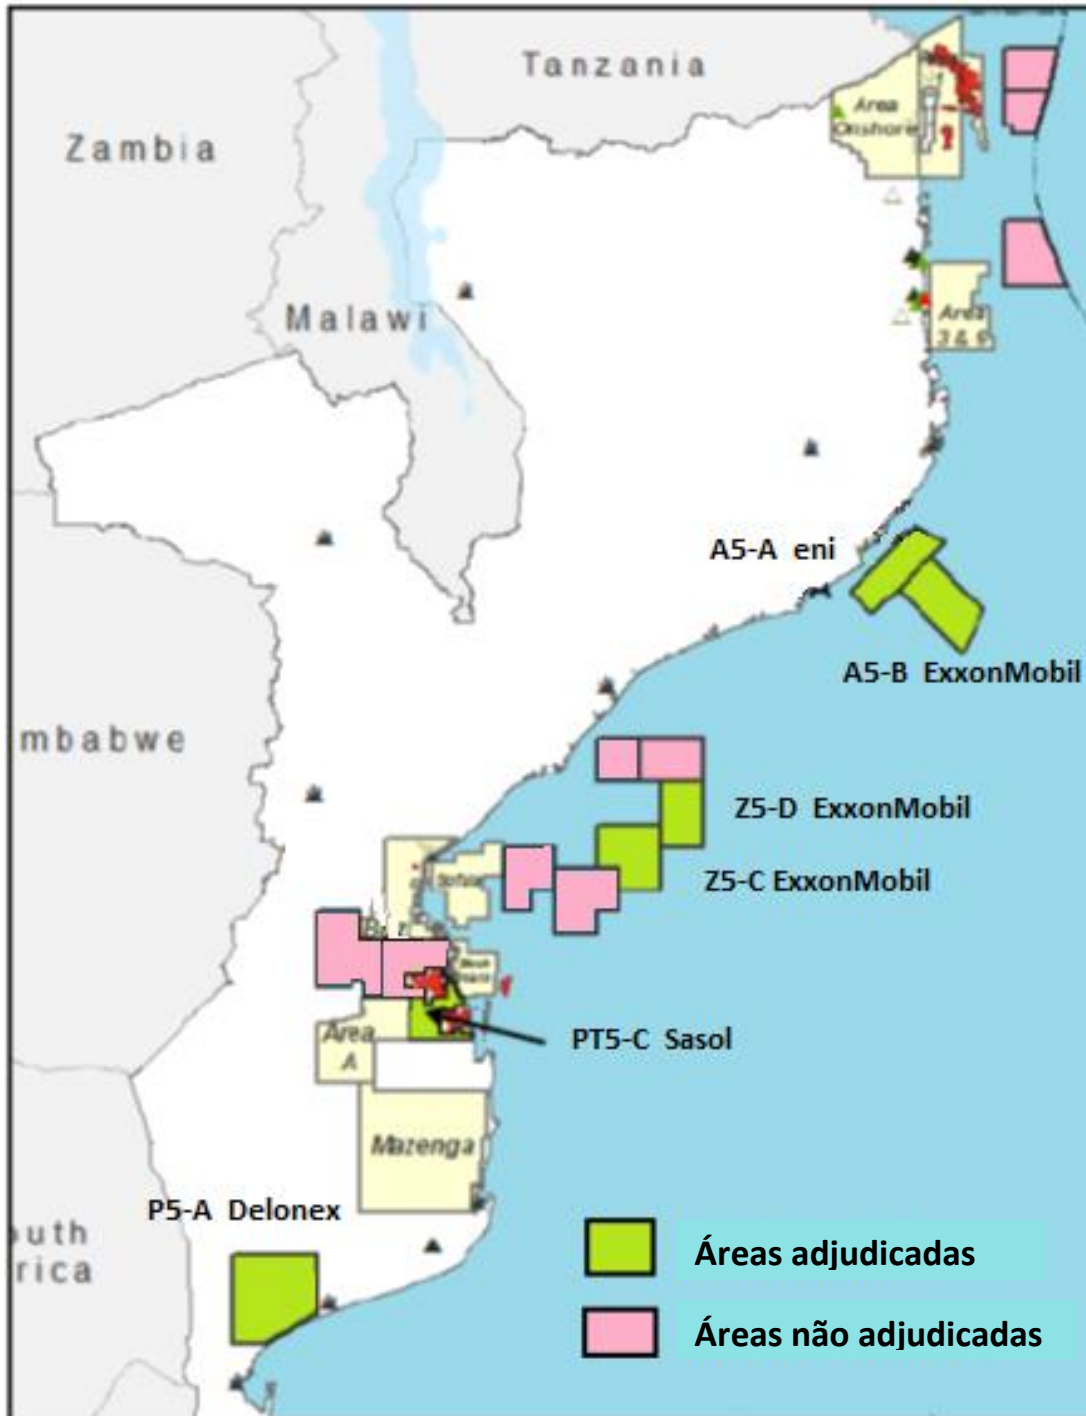 Tanzania
Zambia
Area
Onshore
Malawi
Area
3 & 6
A5-A eni
A5-B ExxonMobil
mbabwe
Z5-D ExxonMobil
Z5-C ExxonMobil
Sofala
PT5-C Sasol
Area
A
Mazenga
P5-A Delonex
outh
rica
Áreas adjudicadas
Áreas não adjudicadas